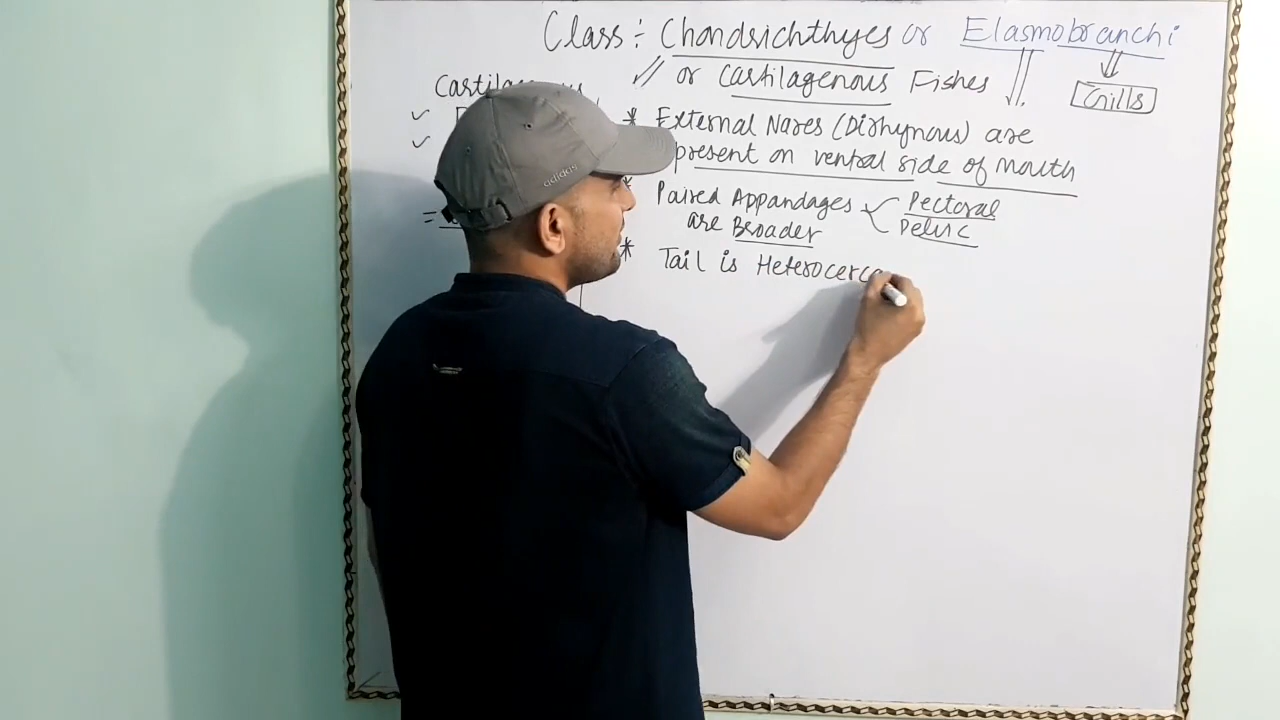 Class : Chondrichthyes or Elasmobranchi
// or Cartilagenous Fishes
Gills
* External Nares (Dirhynous) are
present on ventral side of mouth
* Paired Appandages Pectoral
are Broader Pelvic
* Tail is Heterocerca
adidas